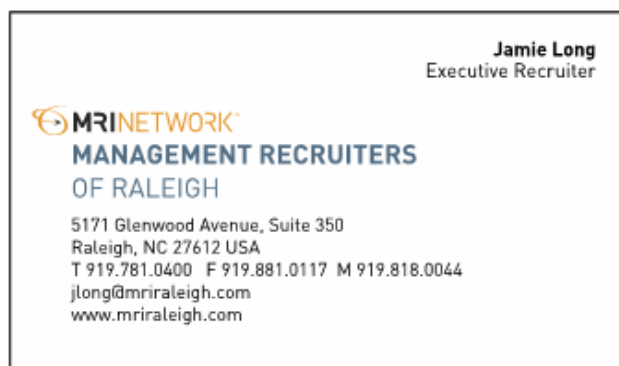 Jamie Long
Executive Recruiter
MRINETWORK™
MANAGEMENT RECRUITERS
OF RALEIGH
5171 Glenwood Avenue, Suite 350
Raleigh, NC 27612 USA
T 919.781.0400 F 919.881.0117 M 919.818.0044
jlong@mriraleigh.com
www.mriraleigh.com